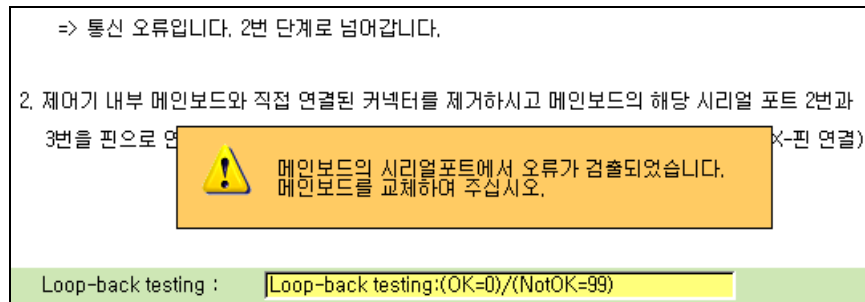 => 통신 오류입니다. 2번 단계로 넘어갑니다.
2. 제어기 내부 메인보드와 직접 연결된 커넥터를 제거하시고 메인보드의 해당 시리얼 포트 2번과
3번을 핀으로 연
X-핀 연결)
메인보드의 시리얼포트에서 오류가 검출되었습니다.
메인보드를 교체하여 주십시오.
Loop-back testing : Loop-back testing:(OK=0)/(NotOK=99)